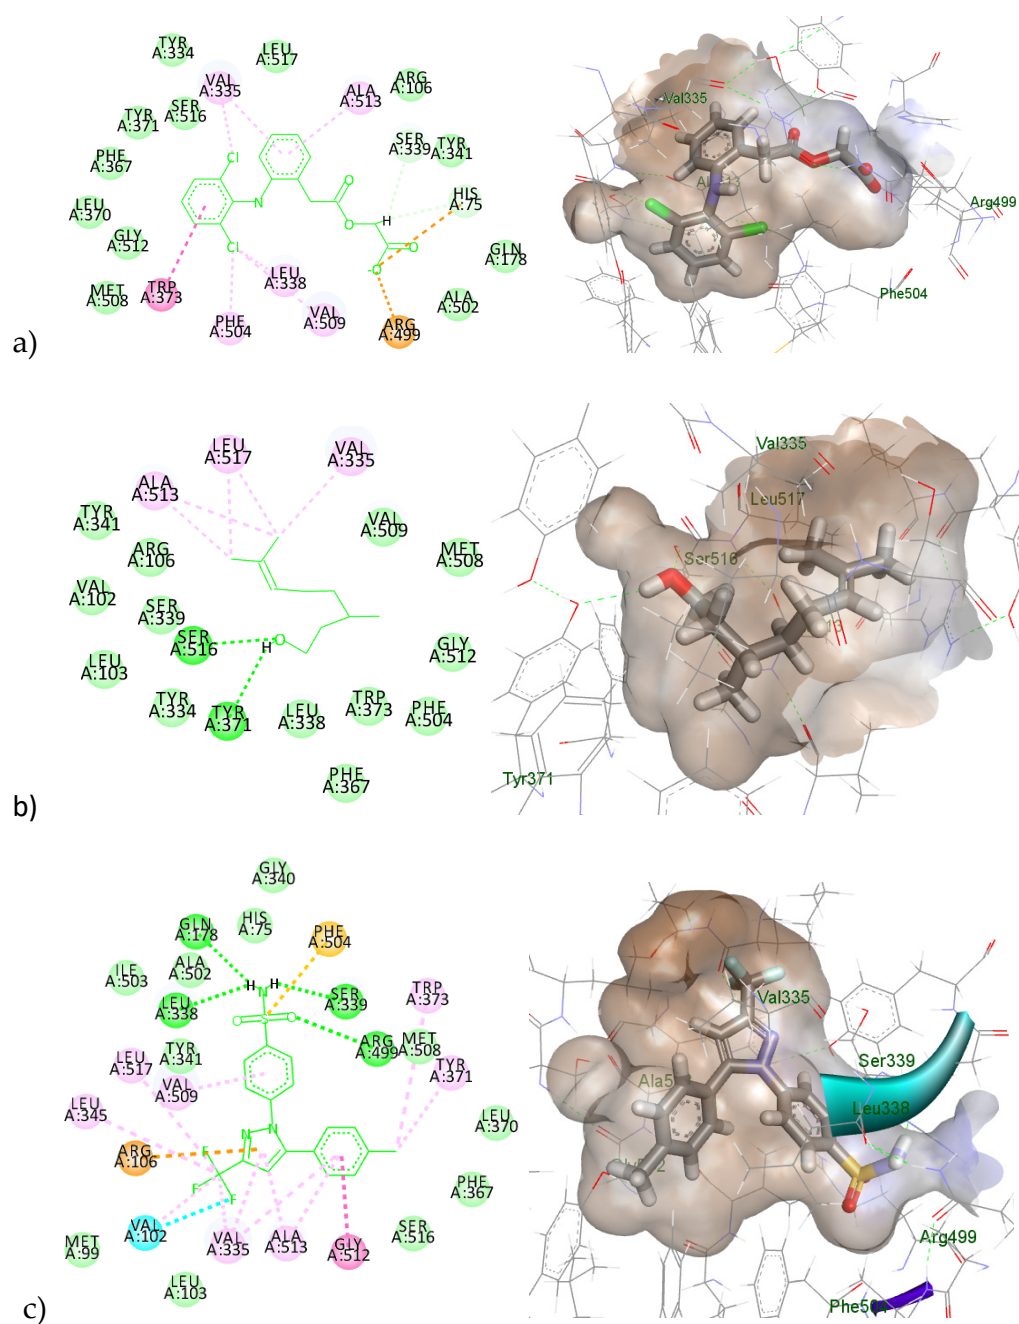 TYR
A:334
LEU
A:517
VAL
A:335
ALA
A:513
ARG
A:106
SER
A:516
TYR
A:371
SER
A:339
TYR
A:341
PHE
A:367
HIS
A:75
LEU
A:370
GLY
A:512
GLN
A:178
MET
A:508
TRP
A:373
LEU
A:338
VAL
A:509
ALA
A:502
PHE
A:504
ARG
A:499
Cl
N
Cl
O
O
H
O
-O
Val335
Arg499
Phe504
a)
LEU
A:517
VAL
A:335
ALA
A:513
TYR
A:341
VAL
A:509
ARG
A:106
MET
A:508
VAL
A:102
SER
A:339
SER
A:516
H
O
GLY
A:512
LEU
A:103
TYR
A:334
TYR
A:371
LEU
A:338
TRP
A:373
PHE
A:504
PHE
A:367
Val335
Leu517
Ser516
Tyr371
b)
GLY
A:340
HIS
A:75
GLN
A:178
PHE
A:504
ILE
A:503
ALA
A:502
LEU
A:338
H
H
N
SER
A:339
TRP
A:373
O
S
O
ARG
A:499
MET
A:508
TYR
A:341
LEU
A:517
VAL
A:509
TYR
A:371
LEU
A:345
LEU
A:370
ARG
A:106
N
N
F
F
F
PHE
A:367
VAL
A:102
MET
A:99
VAL
A:335
ALA
A:513
GLY
A:512
SER
A:516
LEU
A:103
Val335
Ser339
Leu338
Arg499
c)